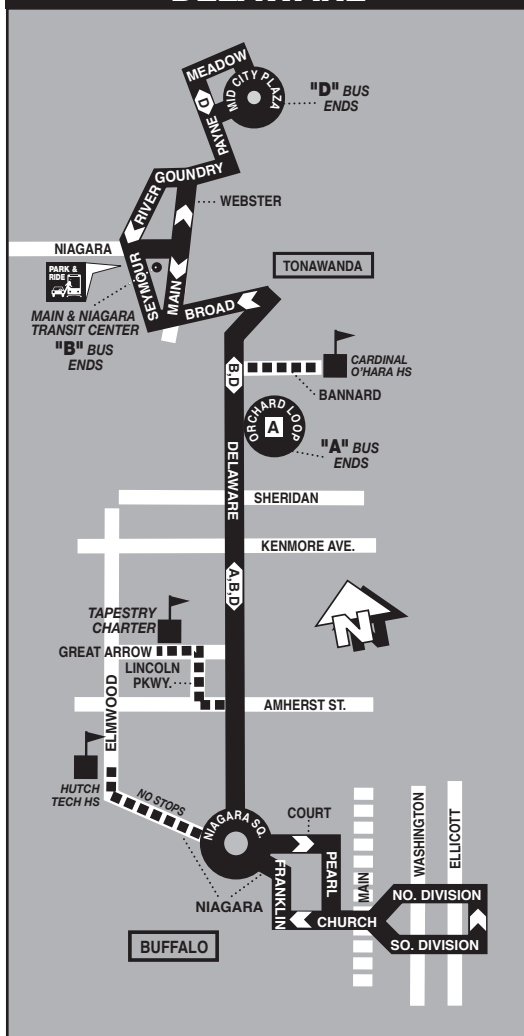 DELAWARE
MEADOW
MID CITY PLAZA
"D" BUS
ENDS
D
PAYNE
GOUNDRY
WEBSTER
RIVER
NIAGARA
PARK &
RIDE
SEYMOUR
MAIN
TONAWANDA
BROAD
MAIN & NIAGARA
TRANSIT CENTER
"B" BUS
ENDS
B,D
CARDINAL
O'HARA HS
BANNARD
ORCHARD LOOP
A
"A" BUS
ENDS
DELAWARE
SHERIDAN
KENMORE AVE.
A,B,D
N
TAPESTRY
CHARTER
GREAT ARROW
LINCOLN
PKWY.
ELMWOOD
AMHERST ST.
HUTCH
TECH HS
NO STOPS
NIAGARA SQ.
COURT
PEARL
FRANKLIN
NIAGARA
MAIN
WASHINGTON
ELLICOTT
NO. DIVISION
CHURCH
SO. DIVISION
BUFFALO